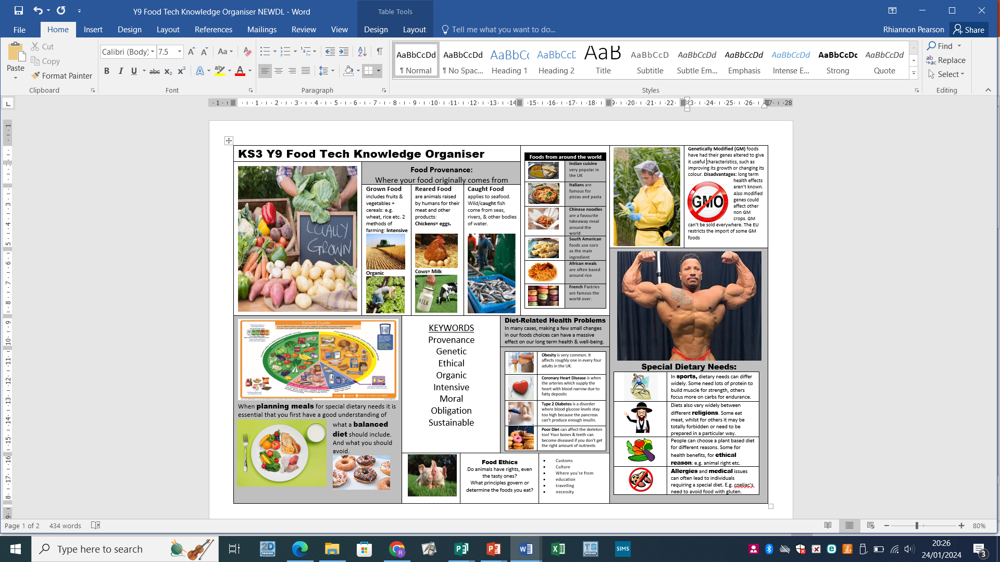 Y9 Food Tech Knowledge Organiser NEWDL - Word
Table Tools
File Home Insert Design Layout References Mailings Review View Design Layout Tell me what you want to do...
Rhiannon Pearson Share
Paste
Cut
Copy
Format Painter
Clipboard
Calibri (Body) 7.5
Font
Paragraph
AaBbCcDd
¶ Normal
AaBbCcDd
¶ No Spac...
AaBbCc
Heading 1
AaBbCcD
Heading 2
AaB
Title
AaBbCcD
Subtitle
AaBbCcDd
Subtle Em...
AaBbCcDd
Emphasis
AaBbCcDd
Intense E...
AaBbCcDc
Strong
AaBbCcDd
Quote
Styles
Find
Replace
Select
Editing
KS3 Y9 Food Tech Knowledge Organiser
LOCALLY
GROWN
Food Provenance:
Where your food originally comes from
Grown Food
includes fruits &
vegetables +
cereals: e.g.
wheat, rice etc. 2
methods of
farming: Intensive
Organic
Reared Food
are animals raised
by humans for their
meat and other
products:
Chickens= eggs.
Cows= Milk
MILK
Caught Food
applies to seafood.
Wild/caught fish
come from seas,
rivers, & other bodies
of water.
Foods from around the world
Indian cuisine
very popular in
the UK
Italians are
famous for
pizzas and pasta
Chinese noodles
are a favourite
takeaway meal
around the
world
South American
foods use corn
as the main
ingredient
African meals
are often based
around rice
French Pastries
are famous the
world over.
Genetically Modified (GM) foods
have had their genes altered to give
it useful characteristics, such as
improving its growth or changing its
colour. Disadvantages: long term
health effects
aren't known.
Also modified
genes could
affect other
non GM
crops. GM
can't be sold everywhere. The EU
restricts the import of some GM
foods
GMO
Eatwell Guide
When planning meals for special dietary needs it is
essential that you first have a good understanding of
what a balanced
diet should include.
And what you should
avoid.
KEYWORDS
Provenance
Genetic
Ethical
Organic
Intensive
Moral
Obligation
Sustainable
Diet-Related Health Problems
In many cases, making a few small changes
in our foods choices can have a massive
effect on our long term health & well-being.
Obesity is very common. It
affects roughly one in every four
adults in the UK.
Coronary Heart Disease is when
the arteries which supply the
heart with blood narrow due to
fatty deposits
Type 2 Diabetes is a disorder
where blood glucose levels stay
too high because the pancreas
can't produce enough insulin.
Poor Diet can affect the skeleton
too! Your bones & teeth can
become diseased if you don't get
the right amount of nutrients
Food Ethics
Do animals have rights, even
the tasty ones?
What principles govern or
determine the foods you eat?
• Customs
• Culture
• Where you're from
• education
• travelling
• necessity
Special Dietary Needs:
In sports, dietary needs can differ
widely. Some need lots of protein to
build muscle for strength, others
focus more on carbs for endurance.
Diets also vary widely between
different religions. Some eat
meat, whilst for others it may be
totally forbidden or need to be
prepared in a particular way.
People can choose a plant based diet
for different reasons. Some for
health benefits, for ethical
reason: e.g. animal right etc.
Allergies and medical issues
can often lead to individuals
requiring a special diet. E.g. coeliac's
need to avoid food with gluten.
Page 1 of 2 434 words
80%
Type here to search
2D DESIGN
TS DESIGN
SIMS
20:26
24/01/2024
3